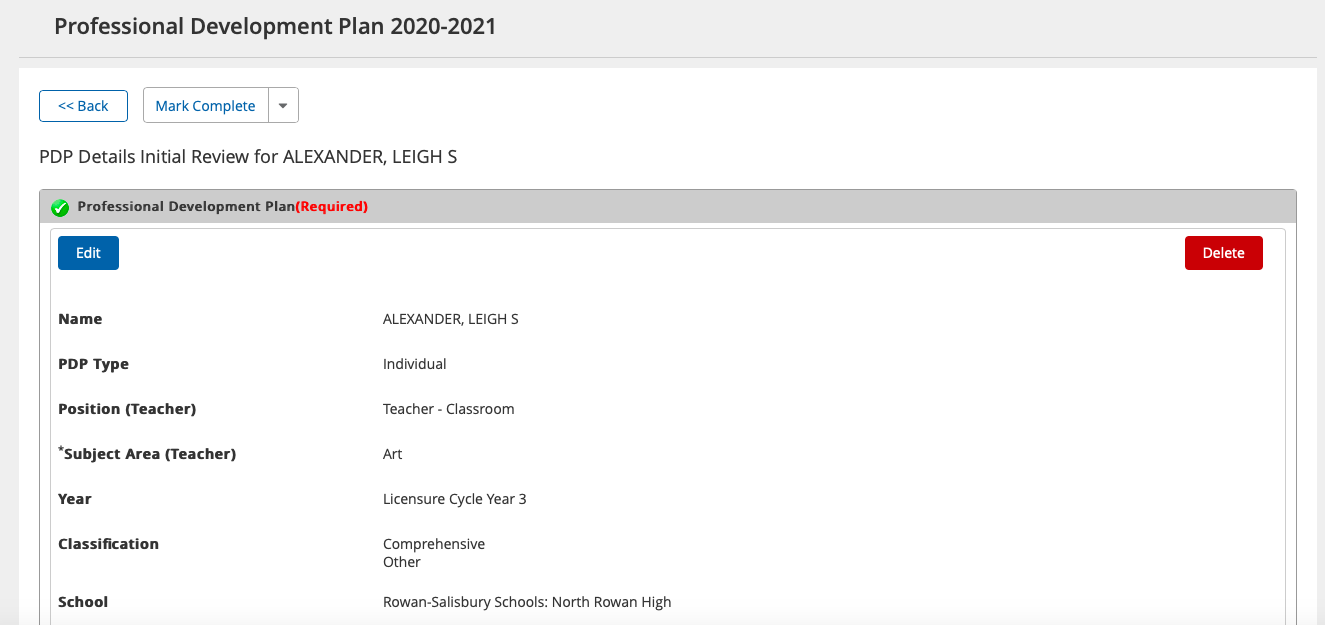 Professional Development Plan 2020-2021
<< Back Mark Complete
PDP Details Initial Review for ALEXANDER, LEIGH S
Professional Development Plan(Required)
Edit Delete
Name ALEXANDER, LEIGH S
PDP Type Individual
Position (Teacher) Teacher - Classroom
*Subject Area (Teacher) Art
Year Licensure Cycle Year 3
Classification Comprehensive
Other
School Rowan-Salisbury Schools: North Rowan High